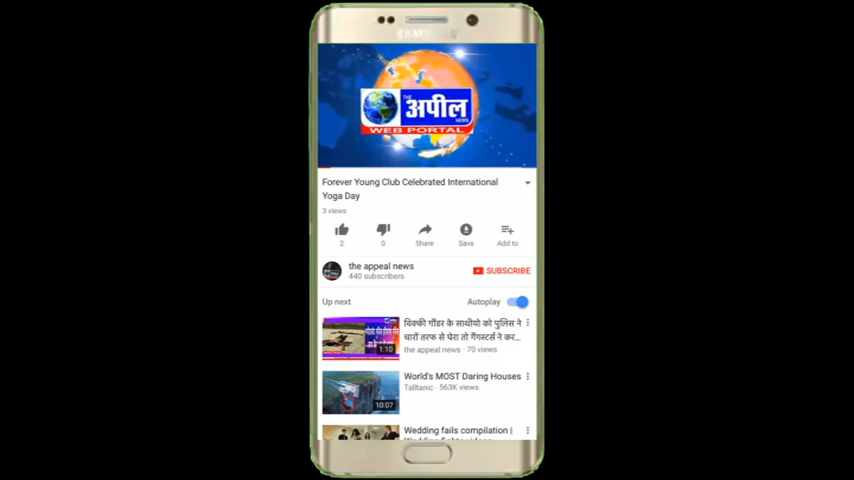 SAMSUNG
THE
अपील
NEWS
WEB PORTAL
Forever Young Club Celebrated International
Yoga Day
3 views
2
0
Share
Save
Add to
the appeal news
440 subscribers
SUBSCRIBE
Up next
Autoplay
विक्की गौंडर के साथीयो को पुलिस ने
चारों तरफ से घेरा तो गैंगस्टर्स ने कर...
the appeal news · 70 views
1:10
World's MOST Daring Houses
Talltanic · 563K views
10:07
Wedding fails compilation |